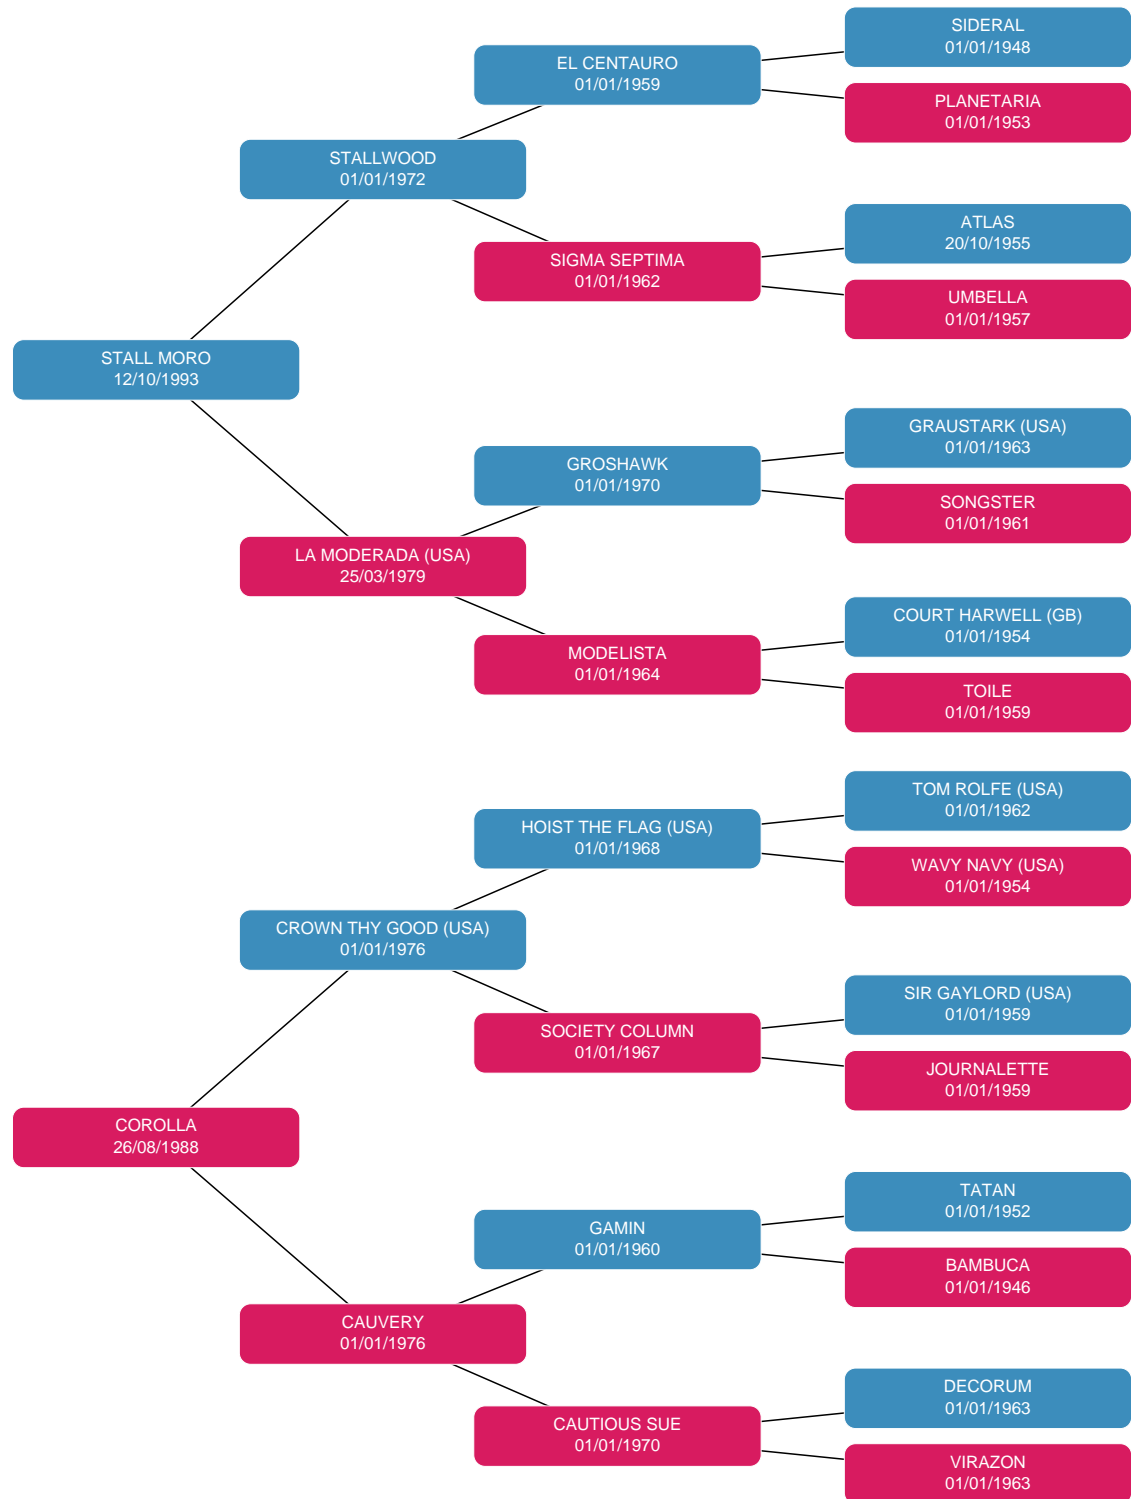 SIDERAL
01/01/1948
EL CENTAURO
01/01/1959
PLANETARIA
01/01/1953
STALLWOOD
01/01/1972
ATLAS
20/10/1955
SIGMA SEPTIMA
01/01/1962
UMBELLA
01/01/1957
STALL MORO
12/10/1993
GRAUSTARK (USA)
01/01/1963
GROSHAWK
01/01/1970
SONGSTER
01/01/1961
LA MODERADA (USA)
25/03/1979
COURT HARWELL (GB)
01/01/1954
MODELISTA
01/01/1964
TOILE
01/01/1959
TOM ROLFE (USA)
01/01/1962
HOIST THE FLAG (USA)
01/01/1968
WAVY NAVY (USA)
01/01/1954
CROWN THY GOOD (USA)
01/01/1976
SIR GAYLORD (USA)
01/01/1959
SOCIETY COLUMN
01/01/1967
JOURNALETTE
01/01/1959
COROLLA
26/08/1988
TATAN
01/01/1952
GAMIN
01/01/1960
BAMBUCA
01/01/1946
CAUVERY
01/01/1976
DECORUM
01/01/1963
CAUTIOUS SUE
01/01/1970
VIRAZON
01/01/1963